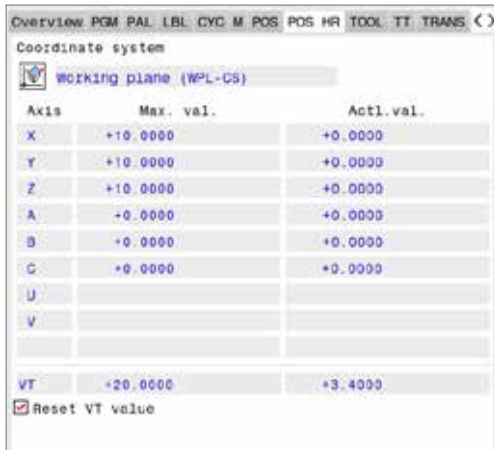 Overview PGM PAL LBL CYC M POS POS HR TOOL TT TRANS
Coordinate system
Working plane (WPL-CS)
Axis Max. val. Actl.val.
X +10.0000 +0.0000
Y +10.0000 +0.0000
Z +10.0000 +0.0000
A +0.0000 +0.0000
B +0.0000 +0.0000
C +0.0000 +0.0000
U
V
VT +20.0000 +3.4000
Reset VT value